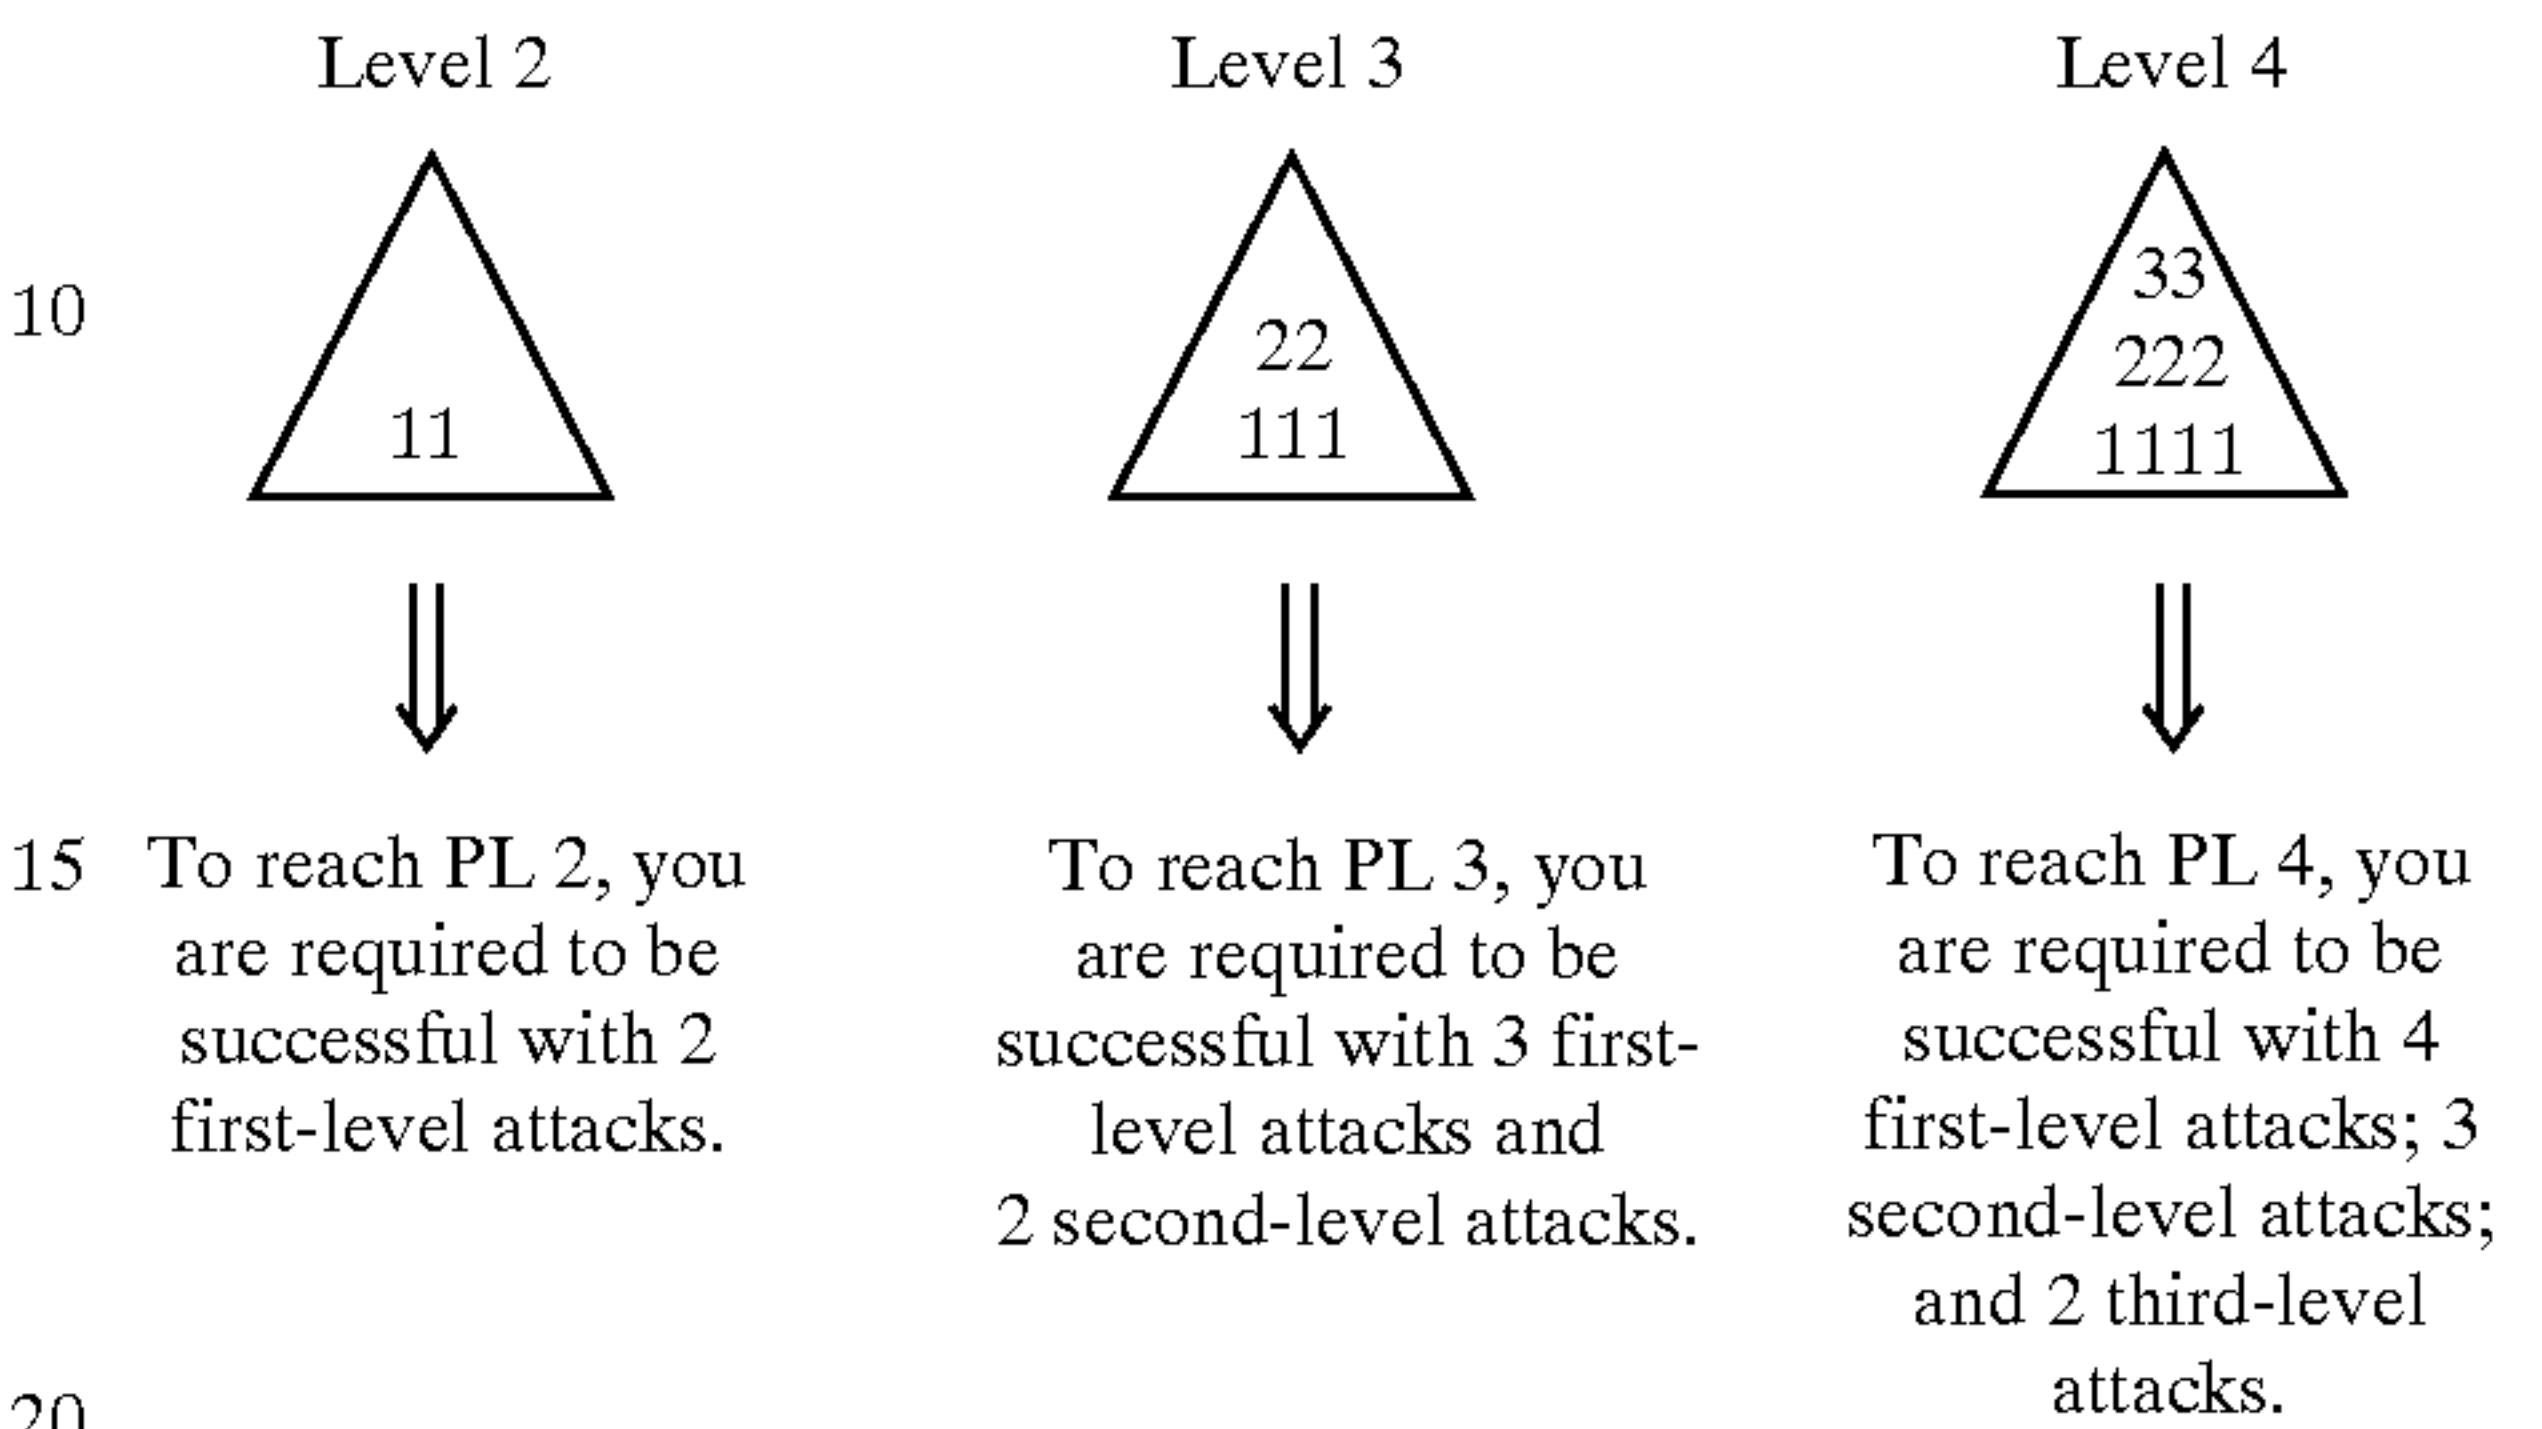 Level 2 Level 3 Level 4
33
10
22
222
11
111
1111
15
To reach PL 2, you
are required to be
successful with 2
first-level attacks.
To reach PL 3, you
are required to be
successful with 3 first-
level attacks and
2 second-level attacks.
To reach PL 4, you
are required to be
successful with 4
first-level attacks; 3
second-level attacks;
and 2 third-level
attacks.
20